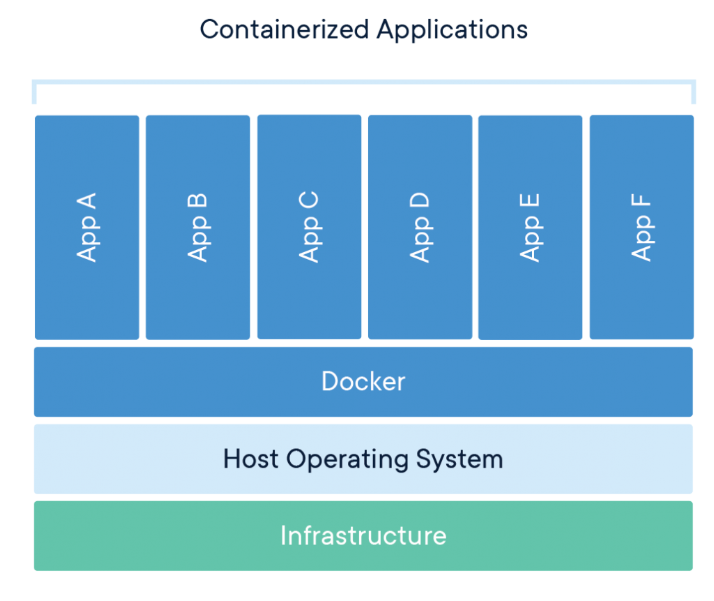 Containerized Applications
App A
App B
App C
App D
App E
App F
Docker
Host Operating System
Infrastructure